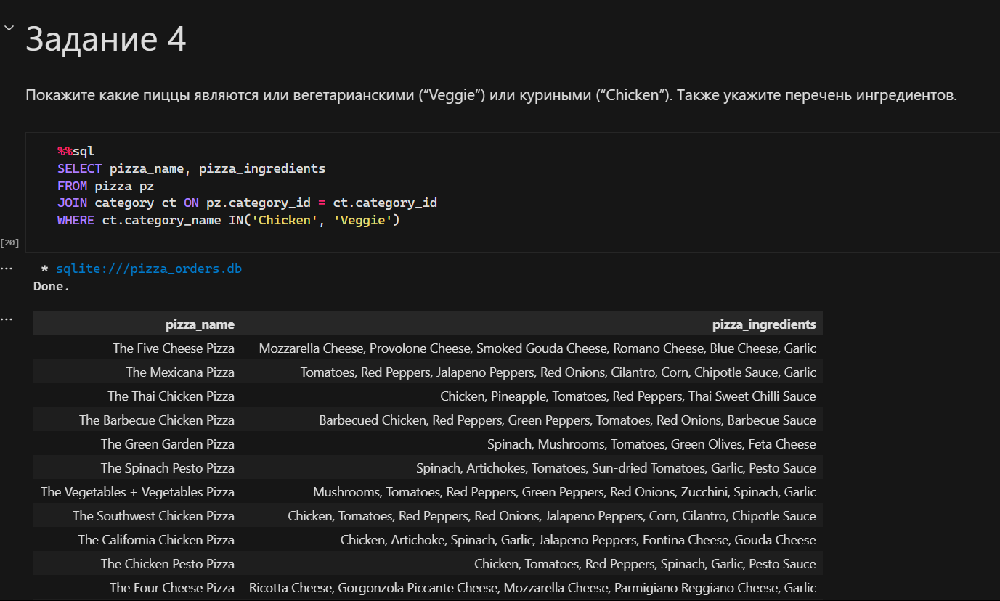 Задание 4
Покажите какие пиццы являются или вегетарианскими (“Veggie”) или куриными (“Chicken”). Также укажите перечень ингредиентов.
%%sql
SELECT pizza_name, pizza_ingredients
FROM pizza pz
JOIN category ct ON pz.category_id = ct.category_id
WHERE ct.category_name IN('Chicken', 'Veggie')
[20]
... * sqlite:///pizza_orders.db
Done.
...
pizza_name pizza_ingredients
The Five Cheese Pizza Mozzarella Cheese, Provolone Cheese, Smoked Gouda Cheese, Romano Cheese, Blue Cheese, Garlic
The Mexicana Pizza Tomatoes, Red Peppers, Jalapeno Peppers, Red Onions, Cilantro, Corn, Chipotle Sauce, Garlic
The Thai Chicken Pizza Chicken, Pineapple, Tomatoes, Red Peppers, Thai Sweet Chilli Sauce
The Barbecue Chicken Pizza Barbecued Chicken, Red Peppers, Green Peppers, Tomatoes, Red Onions, Barbecue Sauce
The Green Garden Pizza Spinach, Mushrooms, Tomatoes, Green Olives, Feta Cheese
The Spinach Pesto Pizza Spinach, Artichokes, Tomatoes, Sun-dried Tomatoes, Garlic, Pesto Sauce
The Vegetables + Vegetables Pizza Mushrooms, Tomatoes, Red Peppers, Green Peppers, Red Onions, Zucchini, Spinach, Garlic
The Southwest Chicken Pizza Chicken, Tomatoes, Red Peppers, Red Onions, Jalapeno Peppers, Corn, Cilantro, Chipotle Sauce
The California Chicken Pizza Chicken, Artichoke, Spinach, Garlic, Jalapeno Peppers, Fontina Cheese, Gouda Cheese
The Chicken Pesto Pizza Chicken, Tomatoes, Red Peppers, Spinach, Garlic, Pesto Sauce
The Four Cheese Pizza Ricotta Cheese, Gorgonzola Piccante Cheese, Mozzarella Cheese, Parmigiano Reggiano Cheese, Garlic